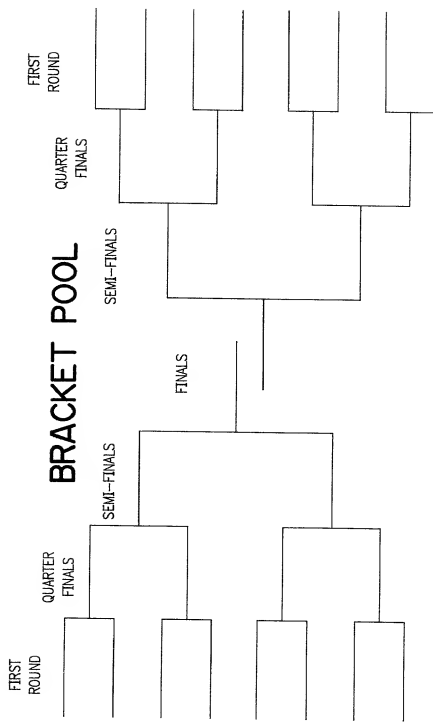 BRACKET POOL
FIRST
ROUND
QUARTER
FINALS
SEMI-FINALS
FINALS
SEMI-FINALS
QUARTER
FINALS
FIRST
ROUND